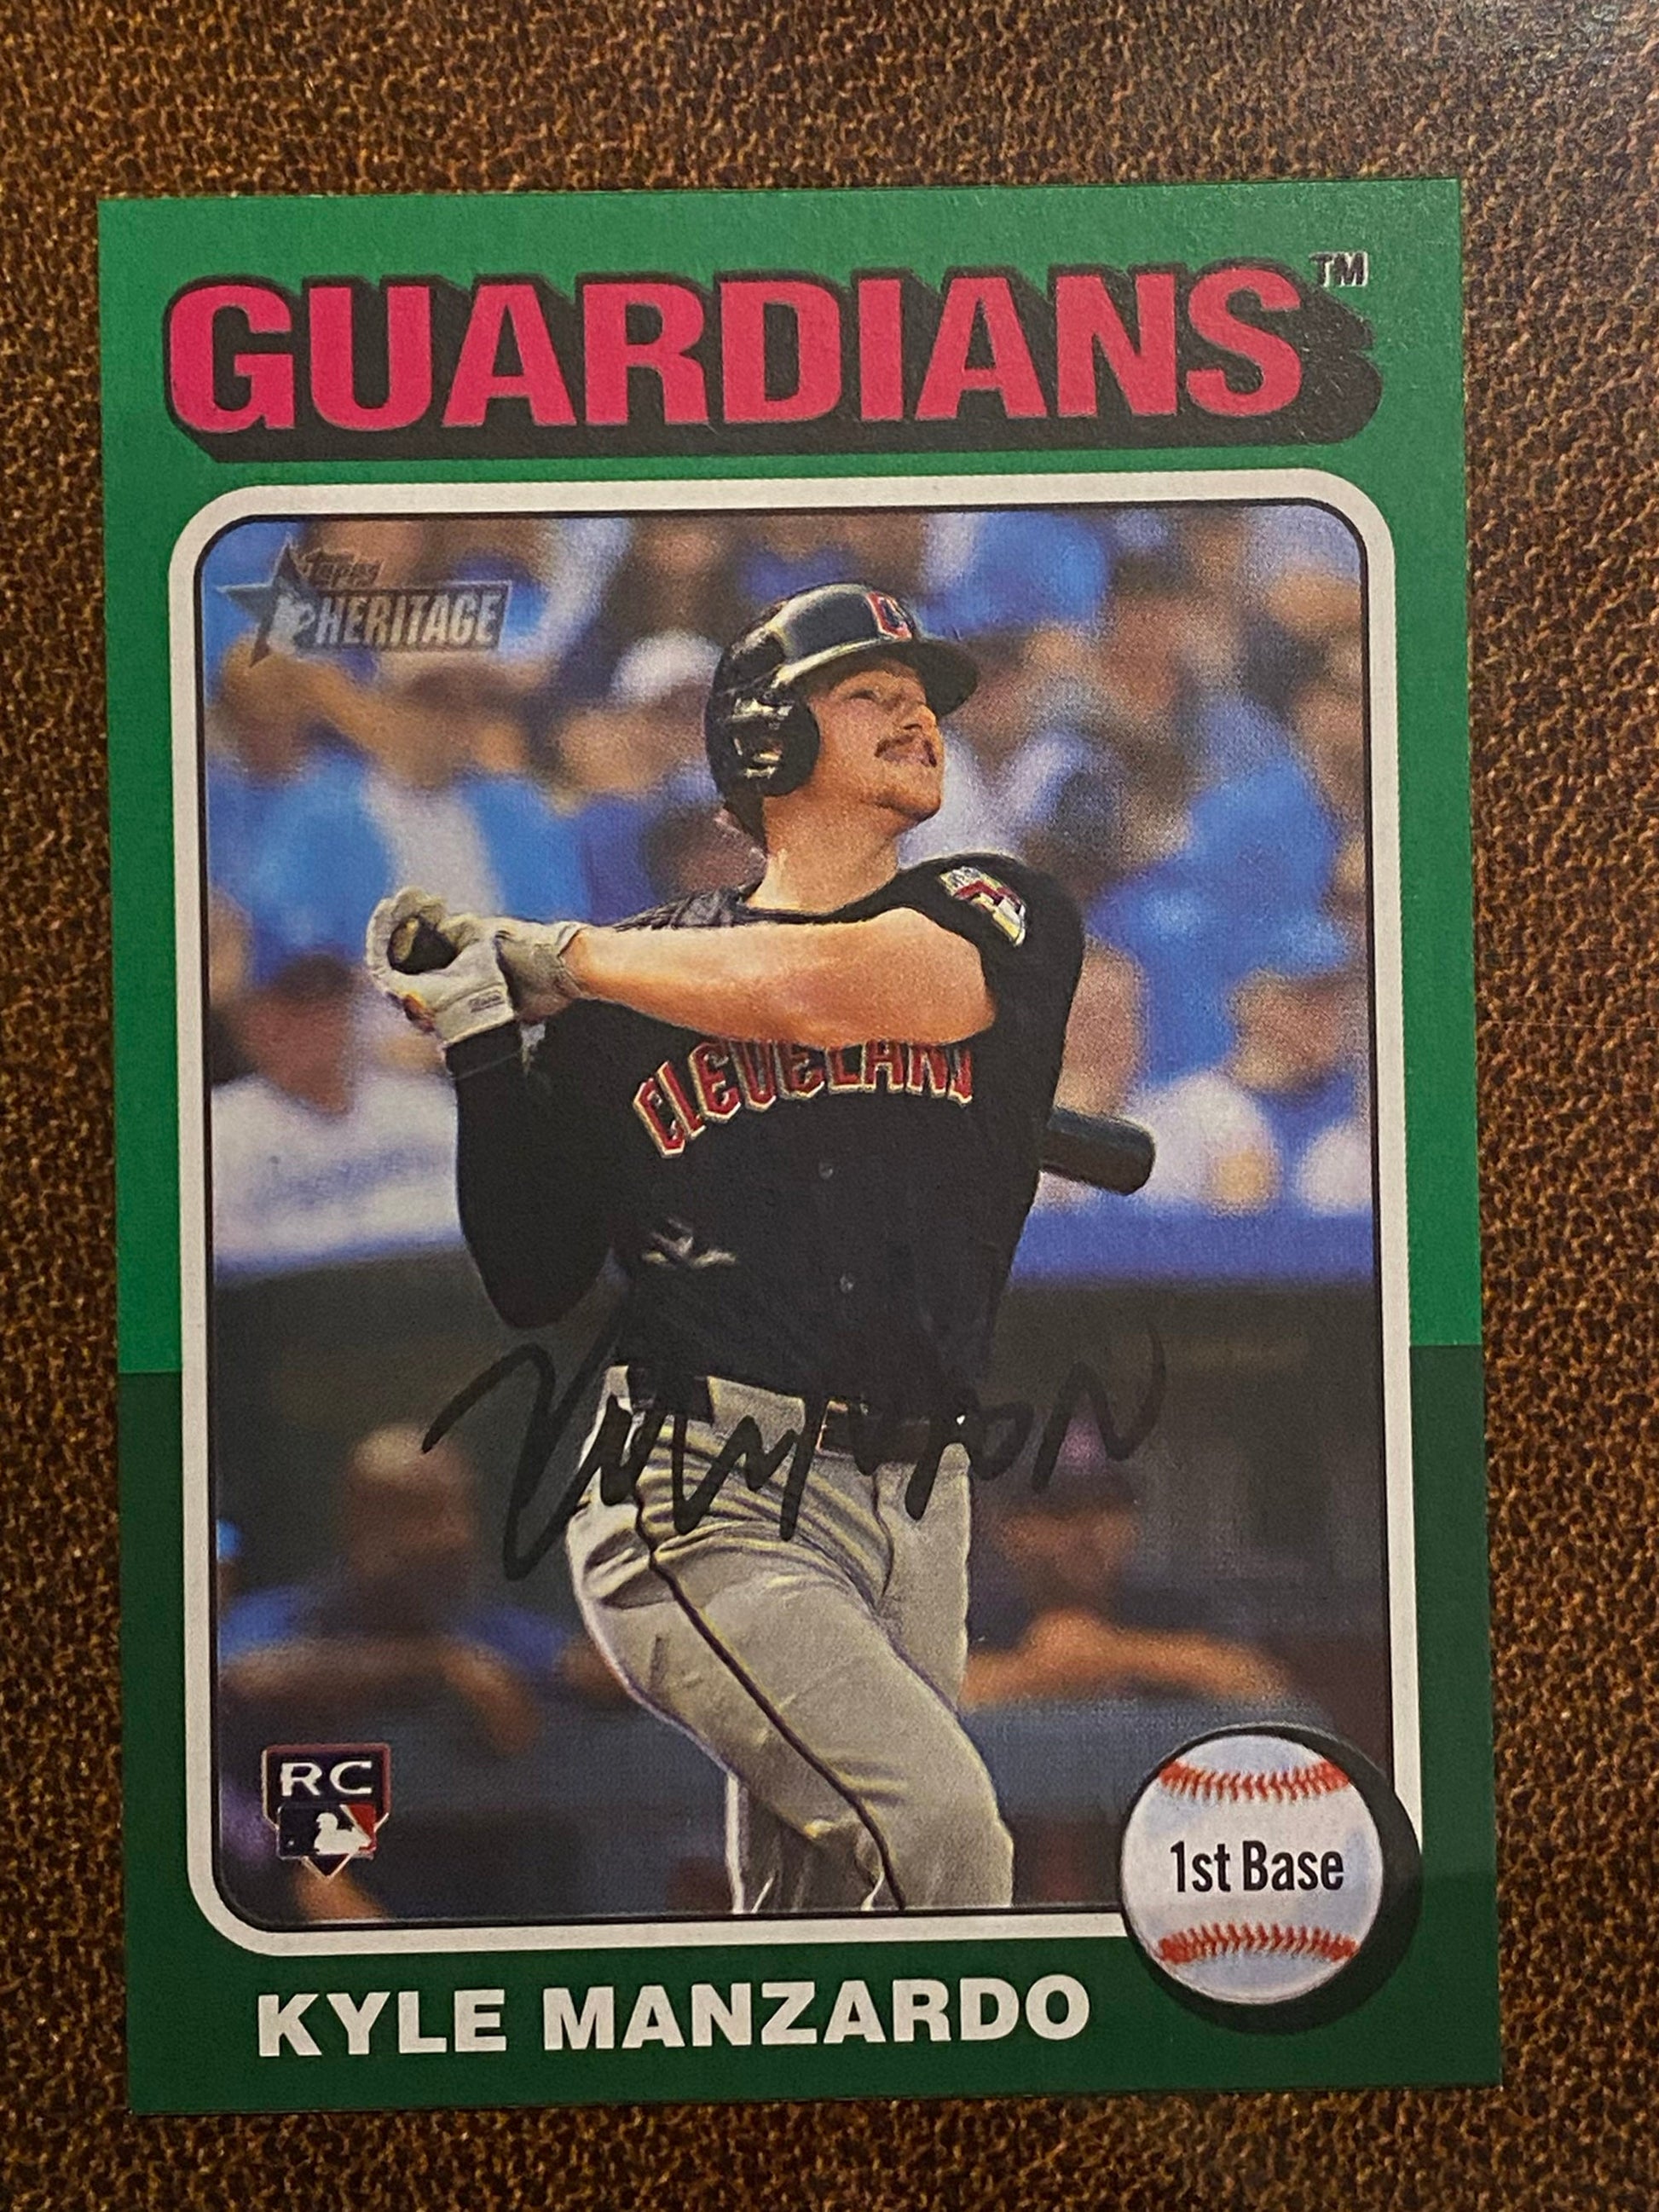 GUARDIANS™
Topps
HERITAGE
CLEVELAND
RC
1st Base
KYLE MANZARDO